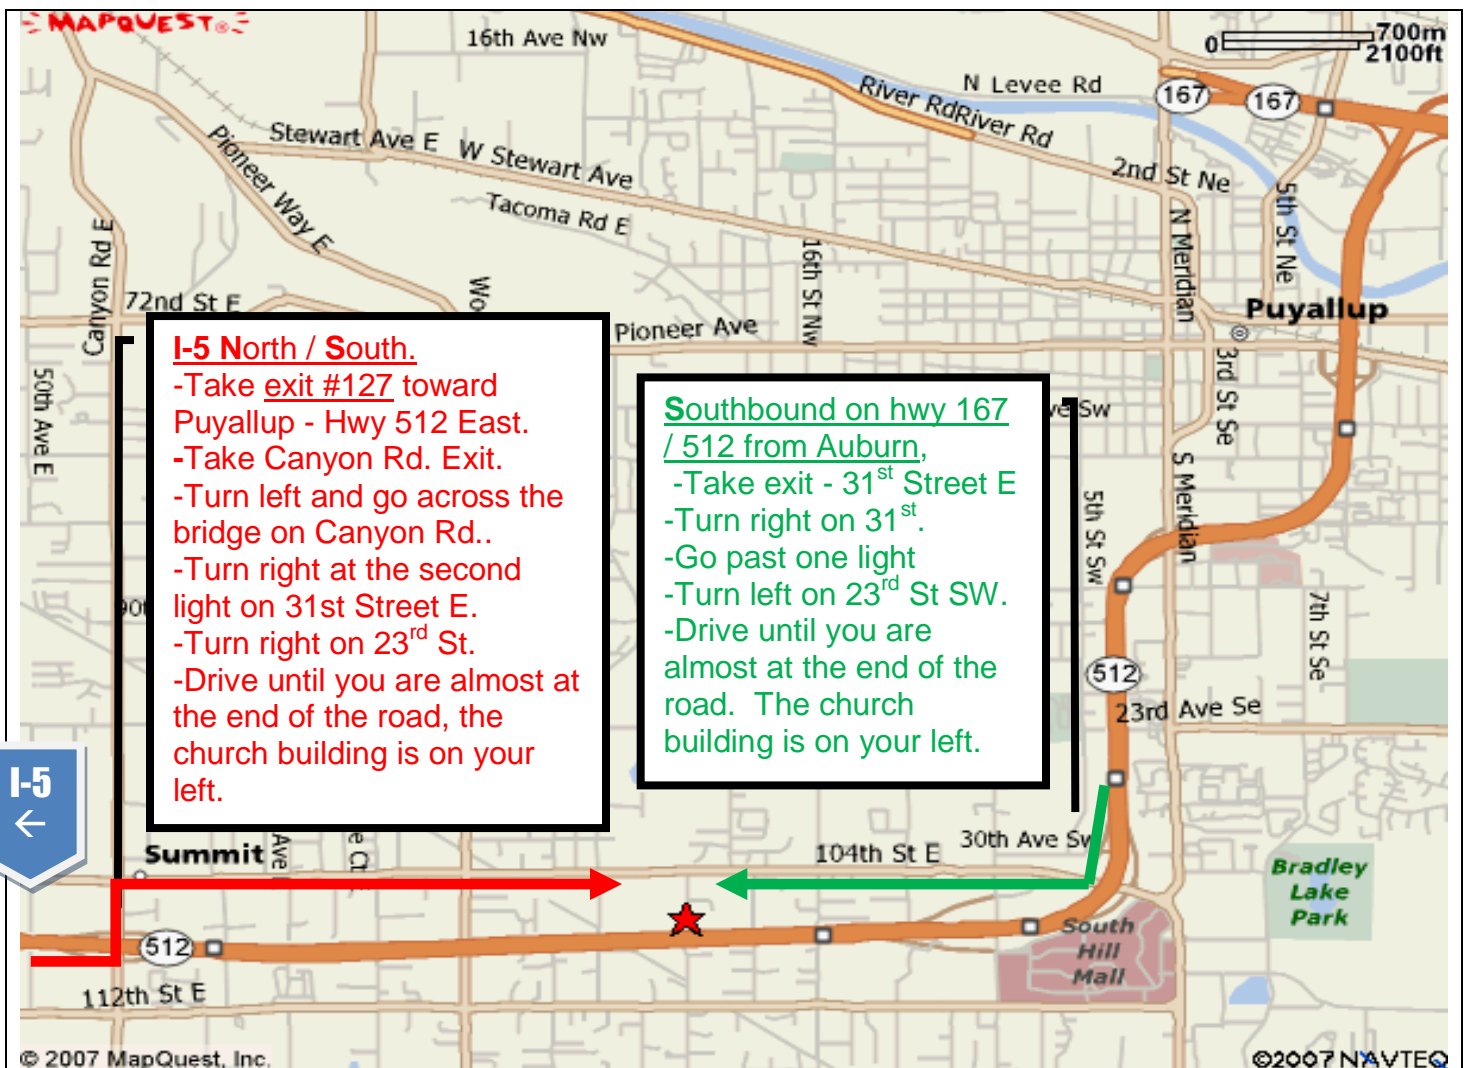 MAPQUEST®
16th Ave Nw
0
700m
2100ft
N Levee Rd
River Rd
River Rd
167
167
Stewart Ave E
W Stewart Ave
2nd St Ne
5th St Ne
Pioneer Way E
Tacoma Rd E
N Meridian
Canyon Rd E
16th St Nw
72nd St E
Wo
Puyallup
Pioneer Ave
3rd St Se
50th Ave E
I-5 North / South.
-Take exit #127 toward
Puyallup - Hwy 512 East.
-Take Canyon Rd. Exit.
-Turn left and go across the
bridge on Canyon Rd..
-Turn right at the second
light on 31st Street E.
-Turn right on 23rd St.
-Drive until you are almost at
the end of the road, the
church building is on your
left.
Southbound on hwy 167
/ 512 from Auburn,
-Take exit - 31st Street E
-Turn right on 31st.
-Go past one light
-Turn left on 23rd St SW.
-Drive until you are
almost at the end of the
road. The church
building is on your left.
ve Sw
S Meridian
5th St Sw
90t
7th St Se
512
23rd Ave Se
I-5
←
Summit
Ave
e Ct
104th St E
30th Ave Sw
Bradley
Lake
Park
512
South
Hill
Mall
112th St E
© 2007 MapQuest, Inc.
©2007 NAVTEQ